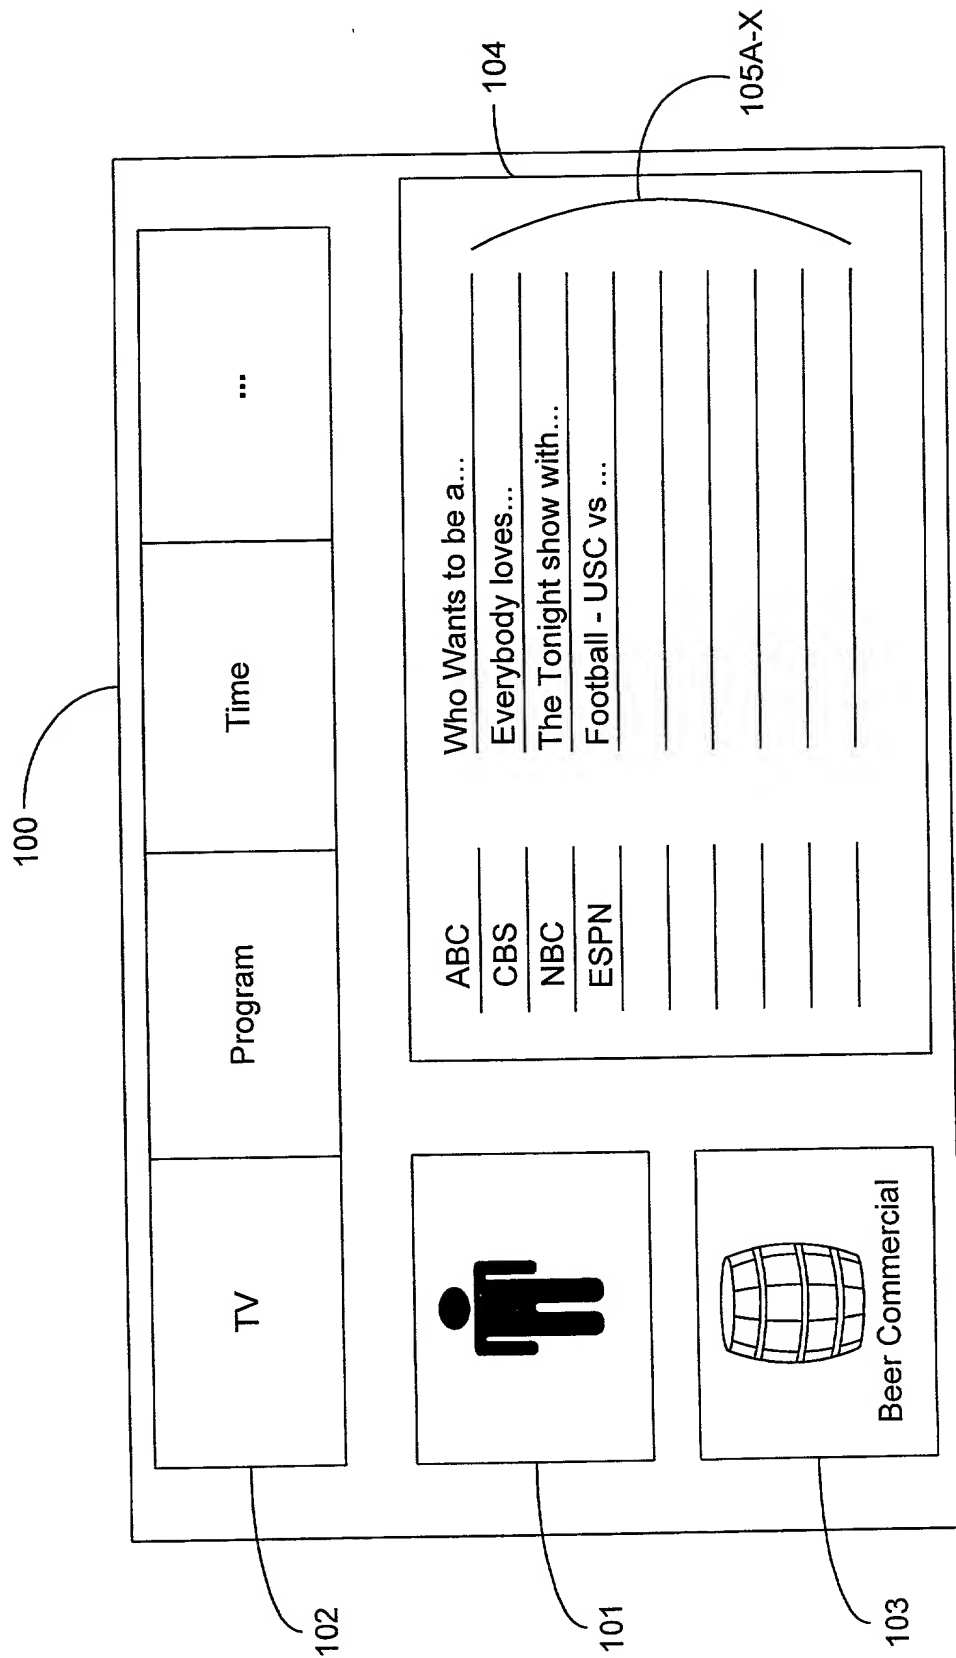 100
102
TV
Program
Time
...
104
105A-X
101
ABC
Who Wants to be a...
CBS
Everybody loves...
NBC
The Tonight show with...
ESPN
Football - USC vs ...
103
Beer Commercial